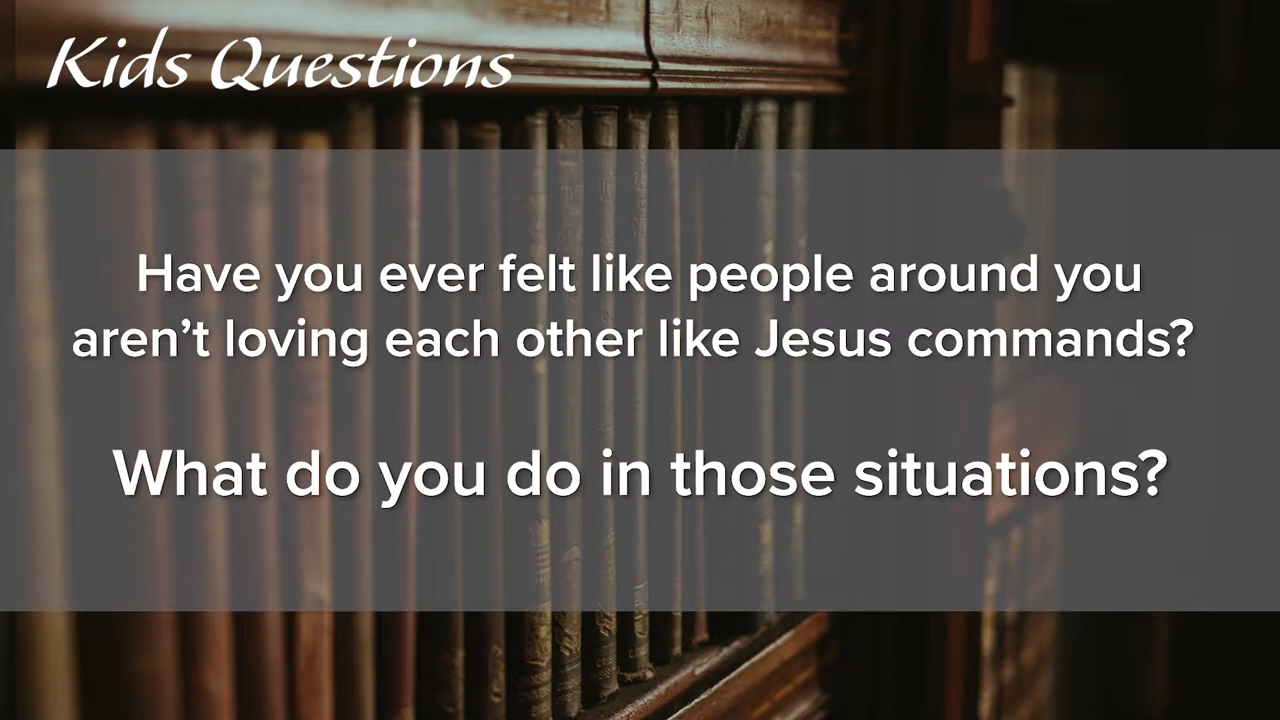 Kids Questions
Have you ever felt like people around you
aren’t loving each other like Jesus commands?
What do you do in those situations?